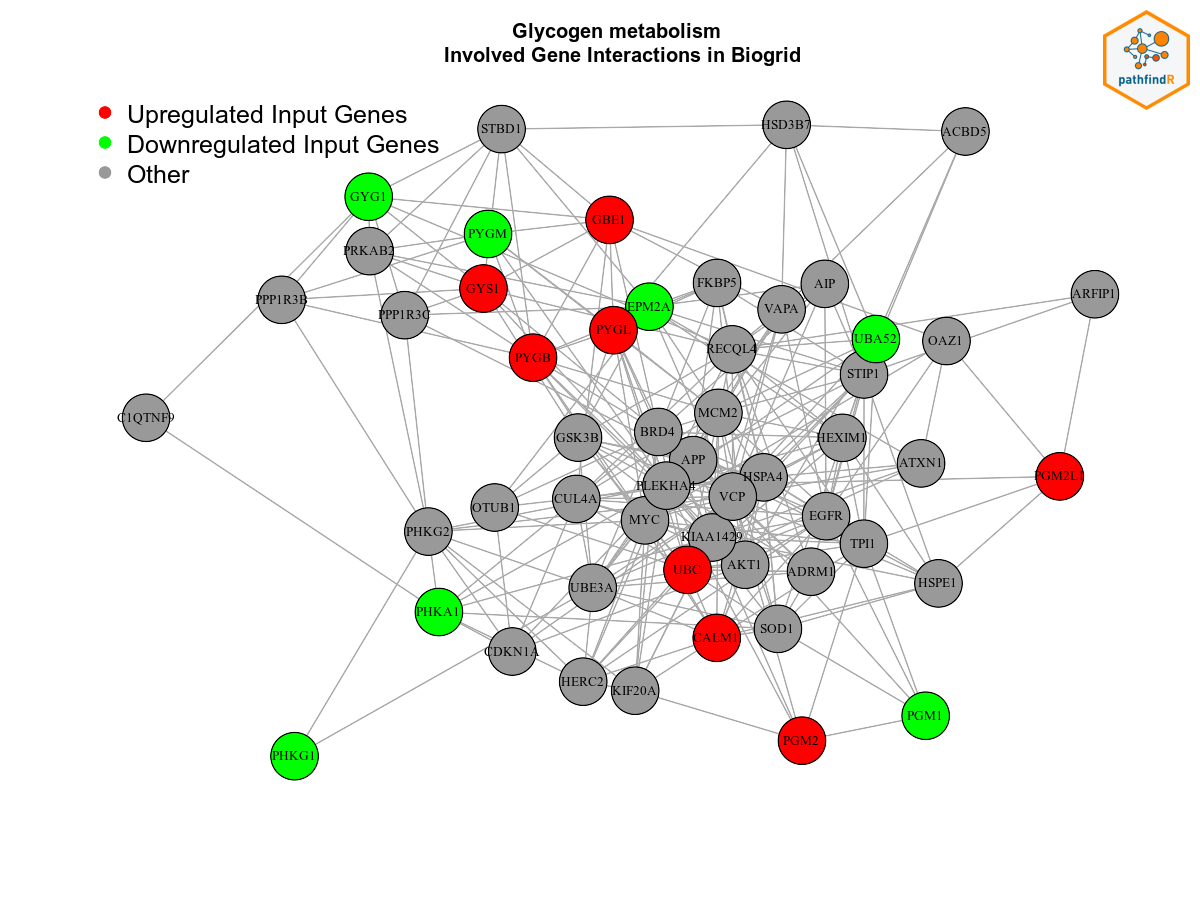 Glycogen metabolism
Involved Gene Interactions in Biogrid
pathfindR
Upregulated Input Genes
Downregulated Input Genes
Other
STBD1
HSD3B7
ACBD5
GYG1
GBE1
PYGM
PRKAB2
FKBP5
AIP
GYS1
ARFIP1
PPP1R3B
EPM2A
VAPA
PPP1R3C
PYGL
UBA52
OAZ1
RECQL4
PYGB
STIP1
MCM2
C1QTNF9
BRD4
GSK3B
HEXIM1
APP
ATXN1
HSPA4
PGM2L1
PLEKHA4
VCP
CUL4A
OTUB1
EGFR
MYC
PHKG2
KIAA1429
TPI1
AKT1
UBC
ADRM1
HSPE1
UBE3A
PHKA1
SOD1
CALM1
CDKN1A
HERC2
KIF20A
PGM1
PGM2
PHKG1